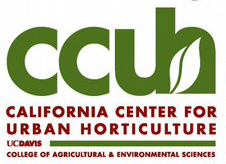 ccuh
CALIFORNIA CENTER FOR
URBAN HORTICULTURE
UCDAVIS
COLLEGE OF AGRICULTURAL & ENVIRONMENTAL SCIENCES